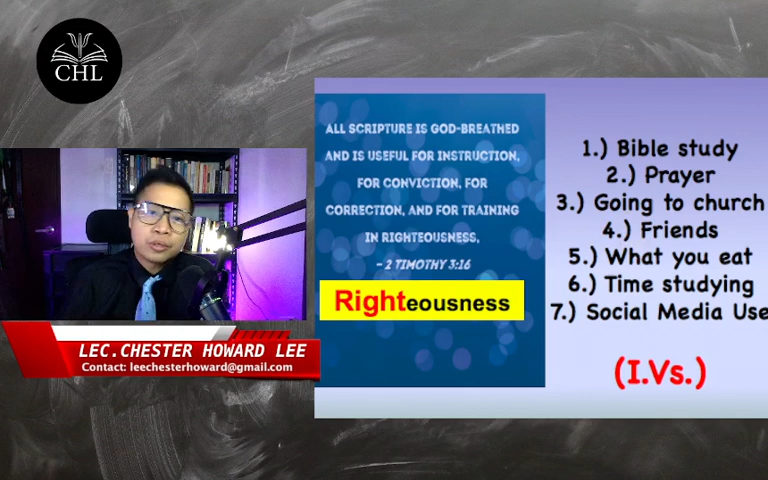 CHL
ALL SCRIPTURE IS GOD-BREATHED
AND IS USEFUL FOR INSTRUCTION,
FOR CONVICTION, FOR
CORRECTION, AND FOR TRAINING
IN RIGHTEOUSNESS,
– 2 TIMOTHY 3:16
Righteousness
1.) Bible study
2.) Prayer
3.) Going to church
4.) Friends
5.) What you eat
6.) Time studying
7.) Social Media Use
(I.Vs.)
LEC.CHESTER HOWARD LEE
Contact: leechesterhoward@gmail.com